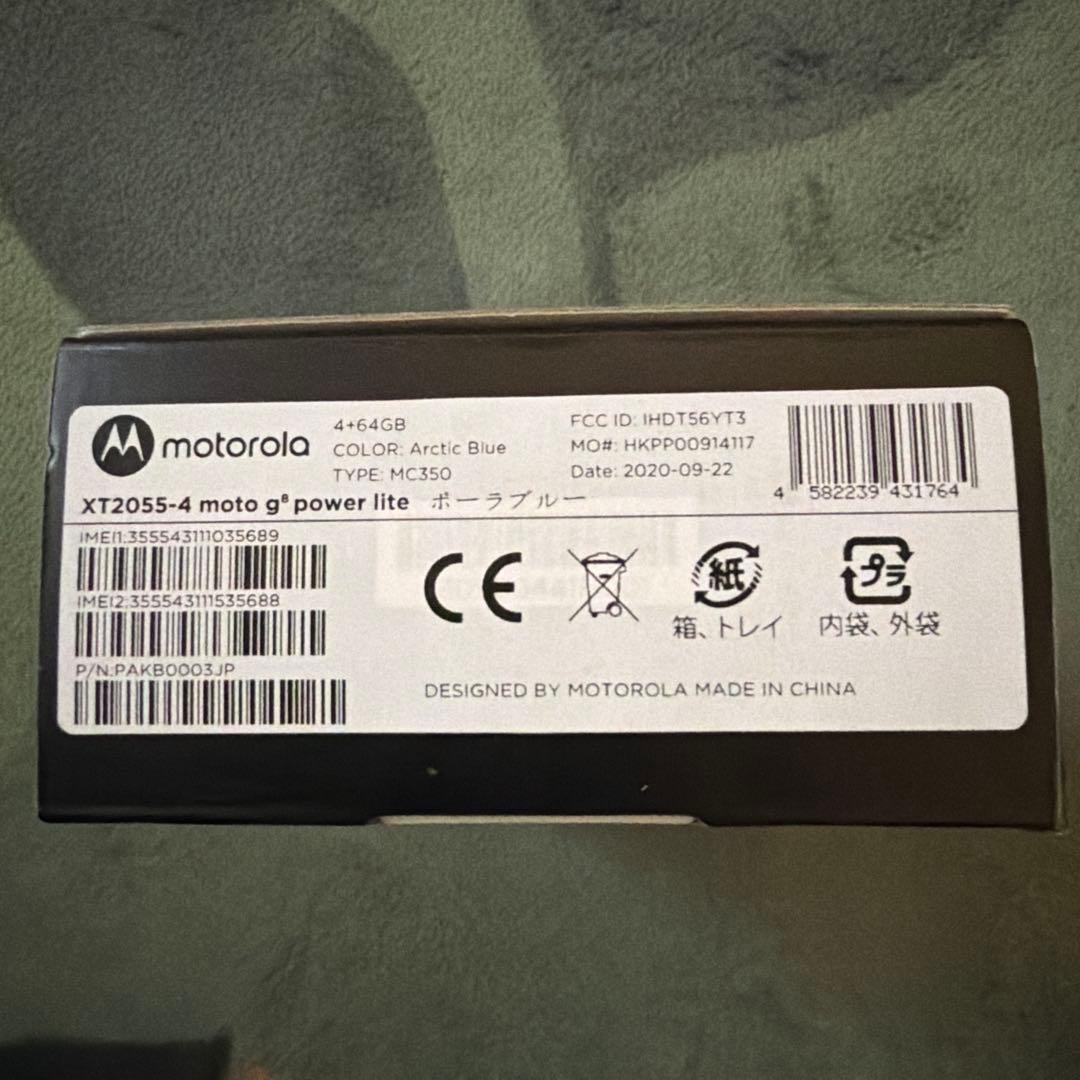 motorola
4+64GB
COLOR: Arctic Blue
TYPE: MC350
FCC ID: IHDT56YT3
MO#: HKPP00914117
Date: 2020-09-22
4 582239 431764
XT2055-4 moto g⁸ power lite ポーラブルー
IMEI1:355543111035689
IMEI2:355543111535688
P/N:PAKB0003JP
CE
紙
箱、トレイ
プラ
内袋、外袋
DESIGNED BY MOTOROLA MADE IN CHINA